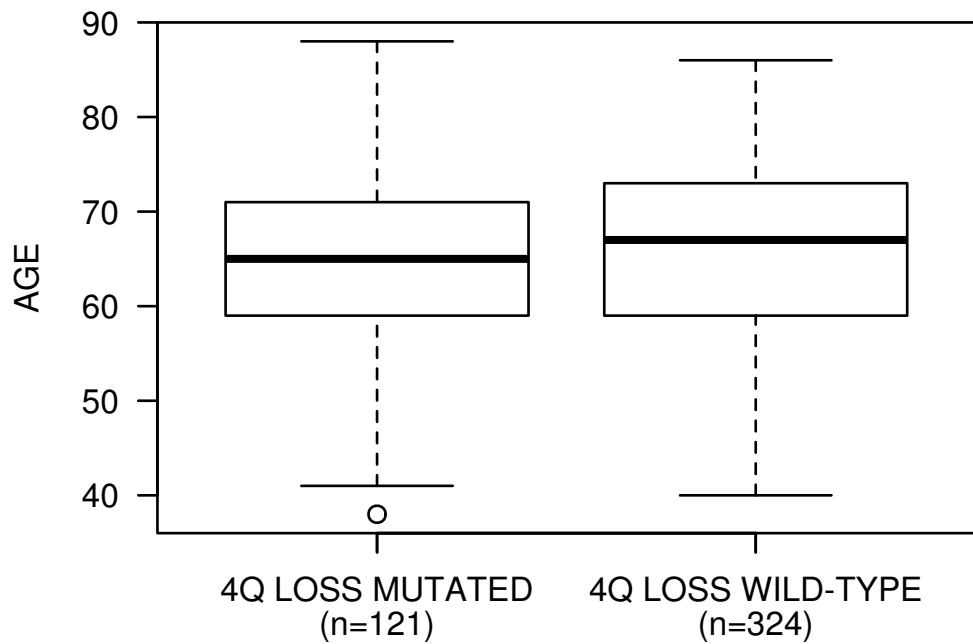 90
80
70
60
50
40
AGE
4Q LOSS MUTATED
(n=121)
4Q LOSS WILD-TYPE
(n=324)